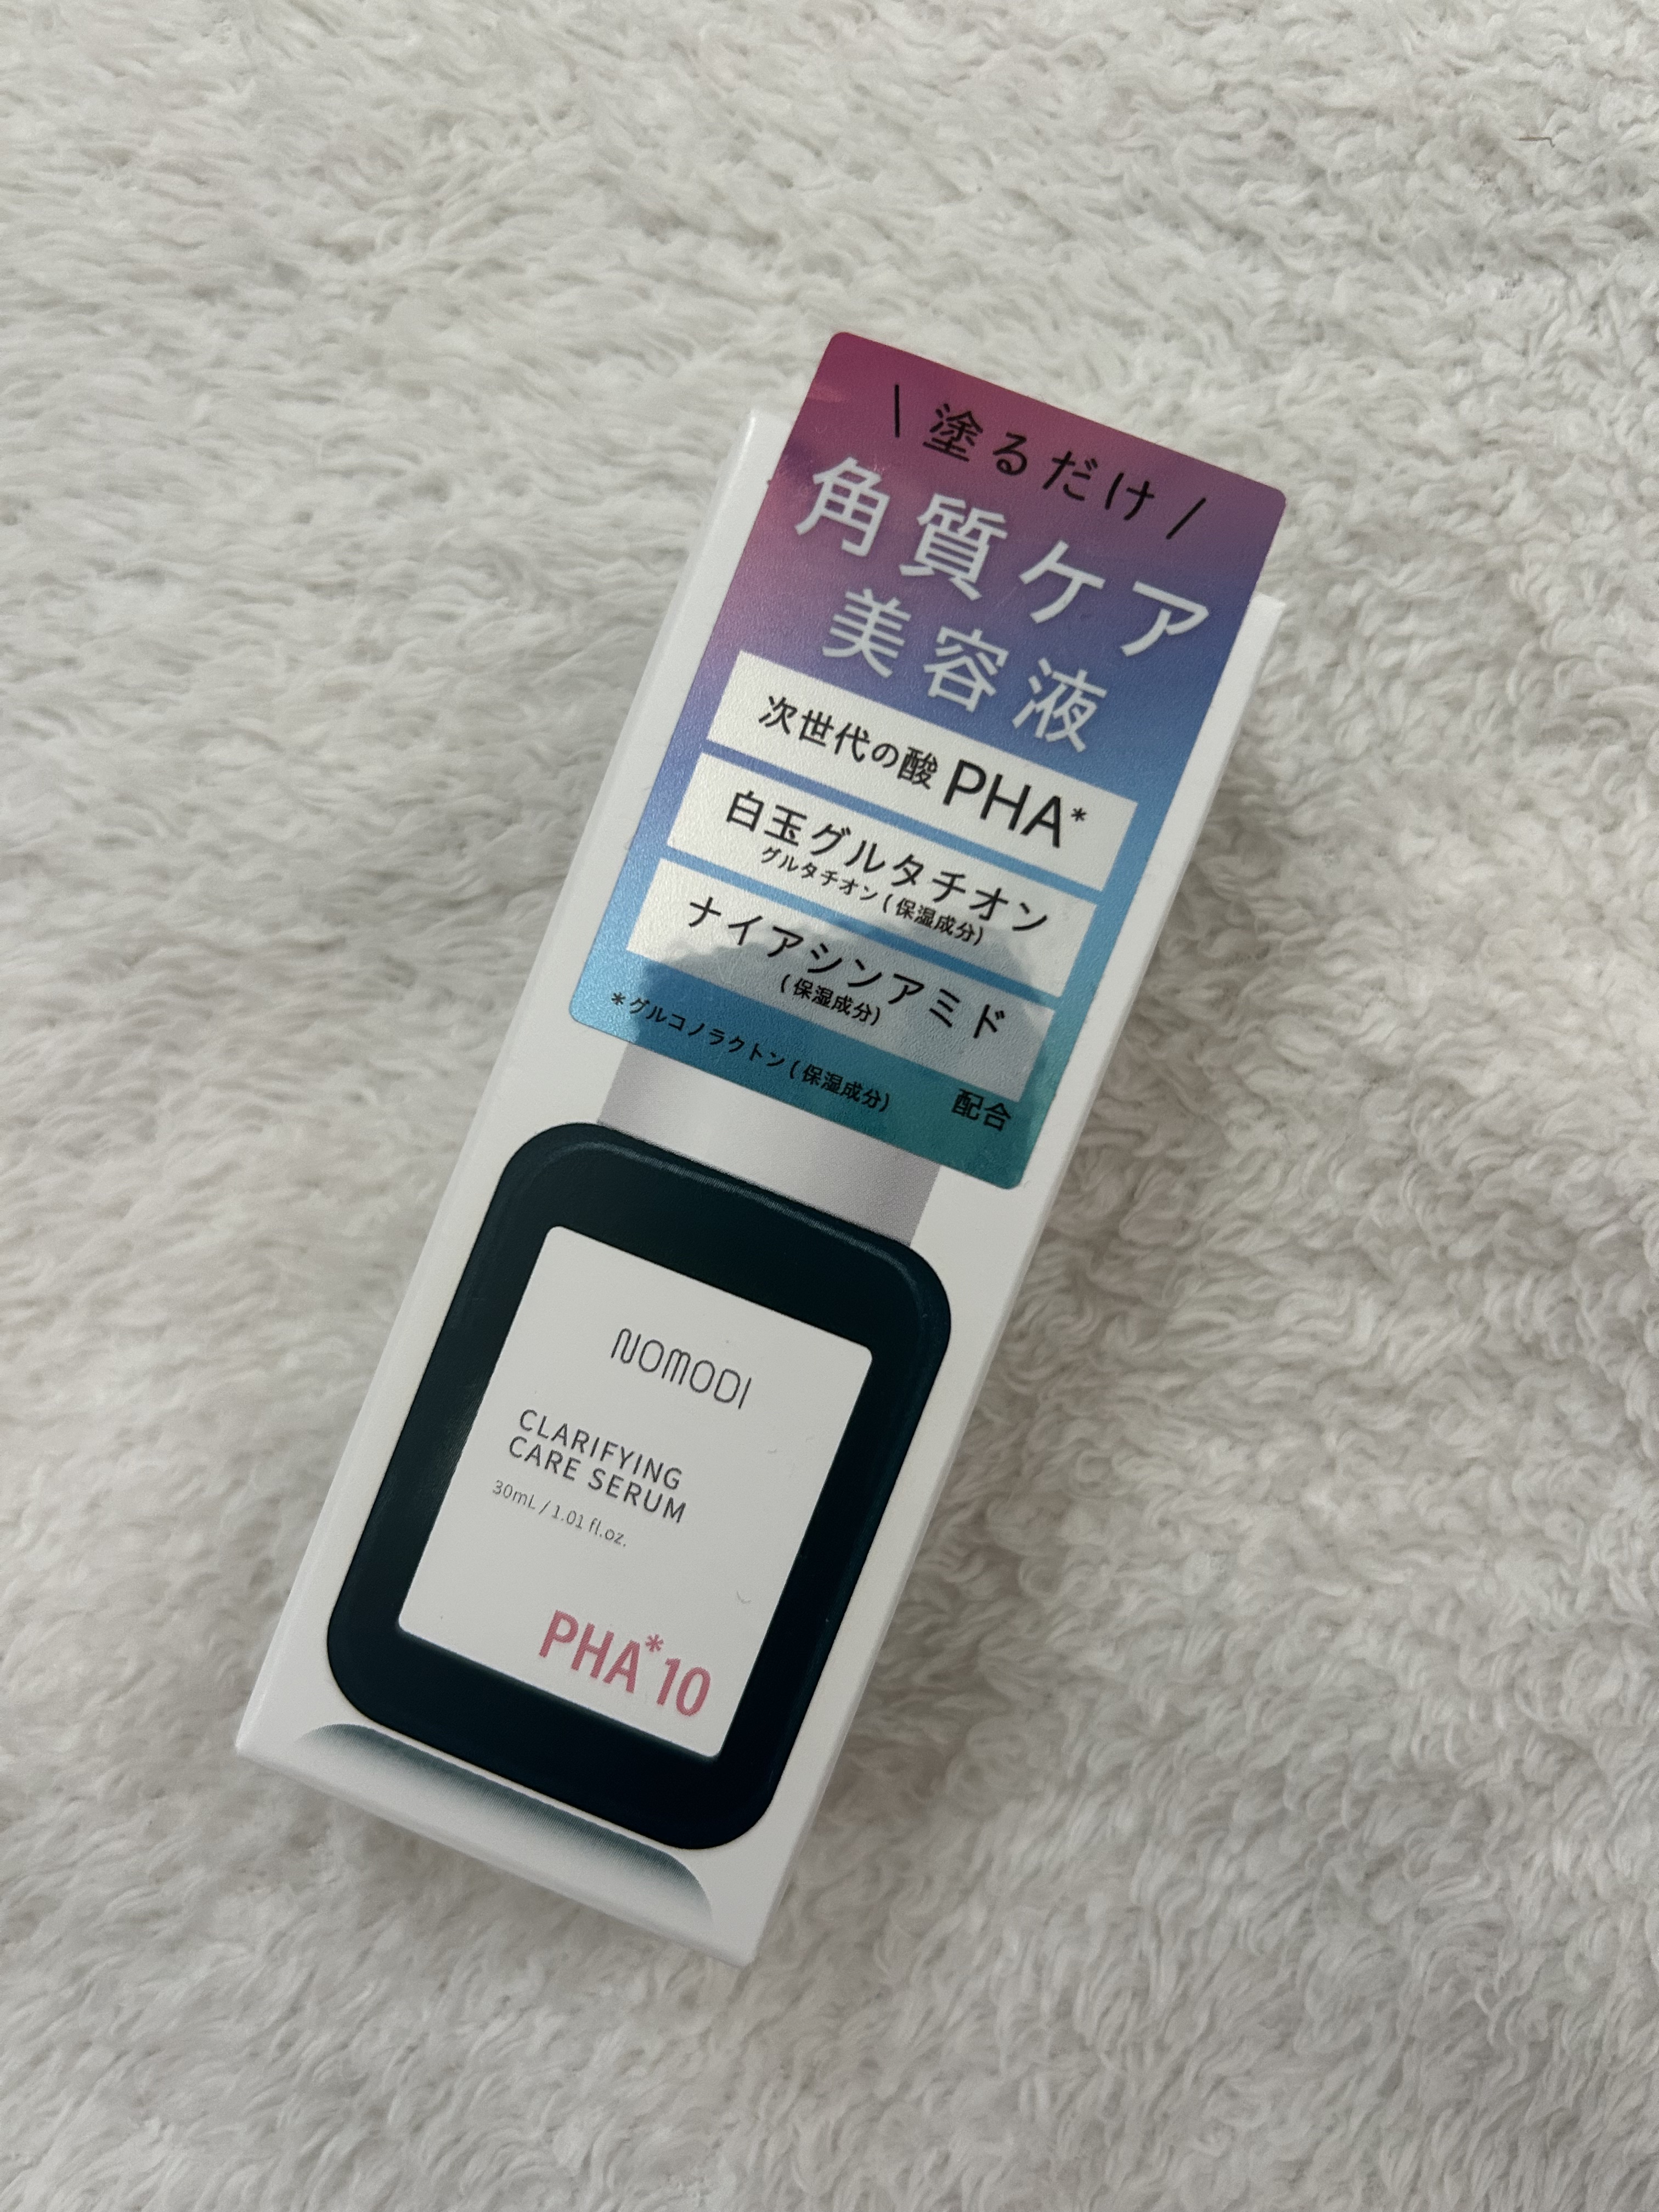 \ 塗るだけ /
角質ケア
美容液
次世代の酸 PHA*
白玉グルタチオン
グルタチオン(保湿成分)
ナイアシンアミド
(保湿成分)
*グルコノラクトン(保湿成分) 配合
NOMODI
CLARIFYING
CARE SERUM
30mL / 1.01 fl.oz.
PHA*10